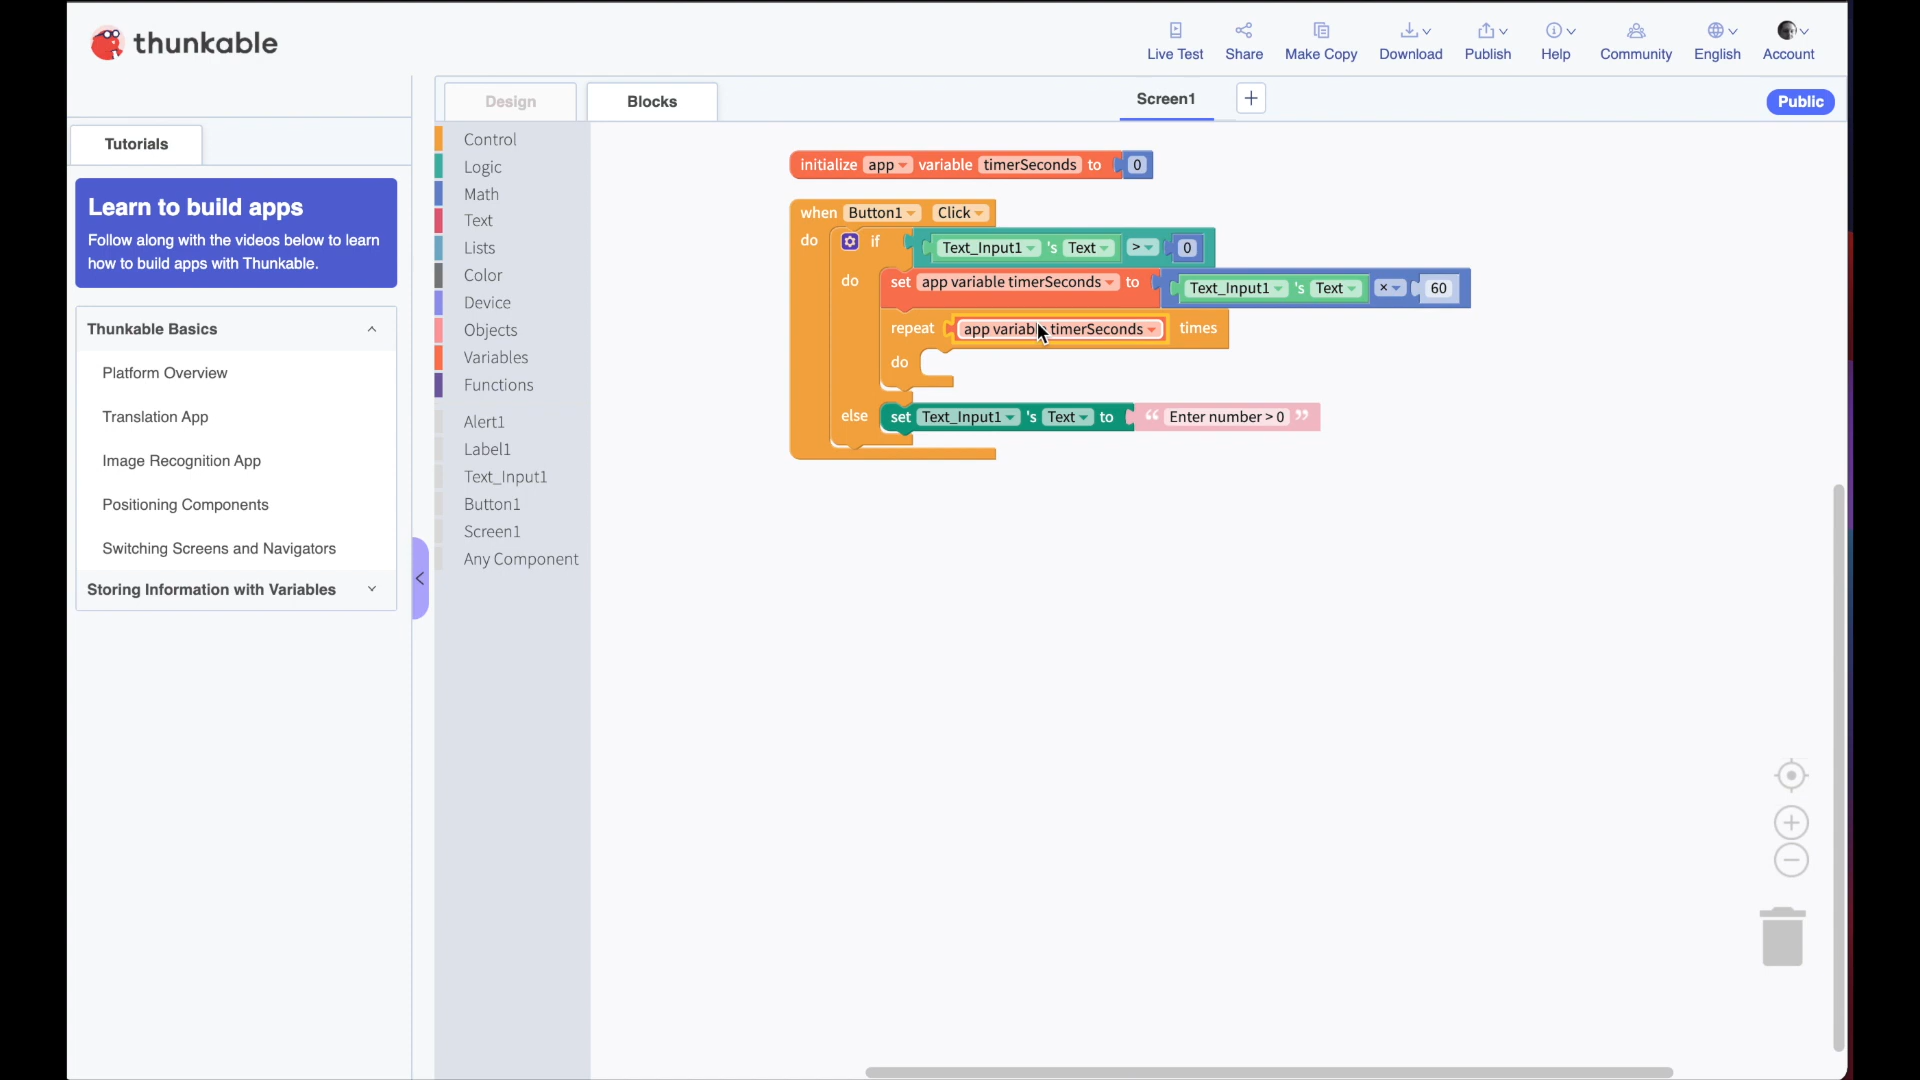 thunkable
Live Test
Share
Make Copy
Download
Publish
Help
Community
English
Account
Design
Blocks
Screen1
Public
Tutorials
Learn to build apps
Follow along with the videos below to learn
how to build apps with Thunkable.
Thunkable Basics
Platform Overview
Translation App
Image Recognition App
Positioning Components
Switching Screens and Navigators
Storing Information with Variables
Control
Logic
Math
Text
Lists
Color
Device
Objects
Variables
Functions
Alert1
Label1
Text_Input1
Button1
Screen1
Any Component
initialize app variable timerSeconds to 0
when Button1 Click
do if Text_Input1 's Text > 0
do set app variable timerSeconds to Text_Input1 's Text × 60
repeat app variable timerSeconds times
do
else set Text_Input1 's Text to “ Enter number > 0 ”